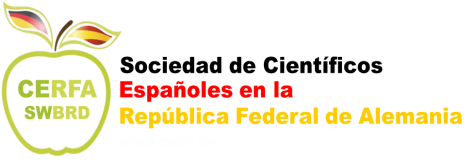 CERFA
SWBRD
Sociedad de Científicos
Españoles en la
República Federal de Alemania